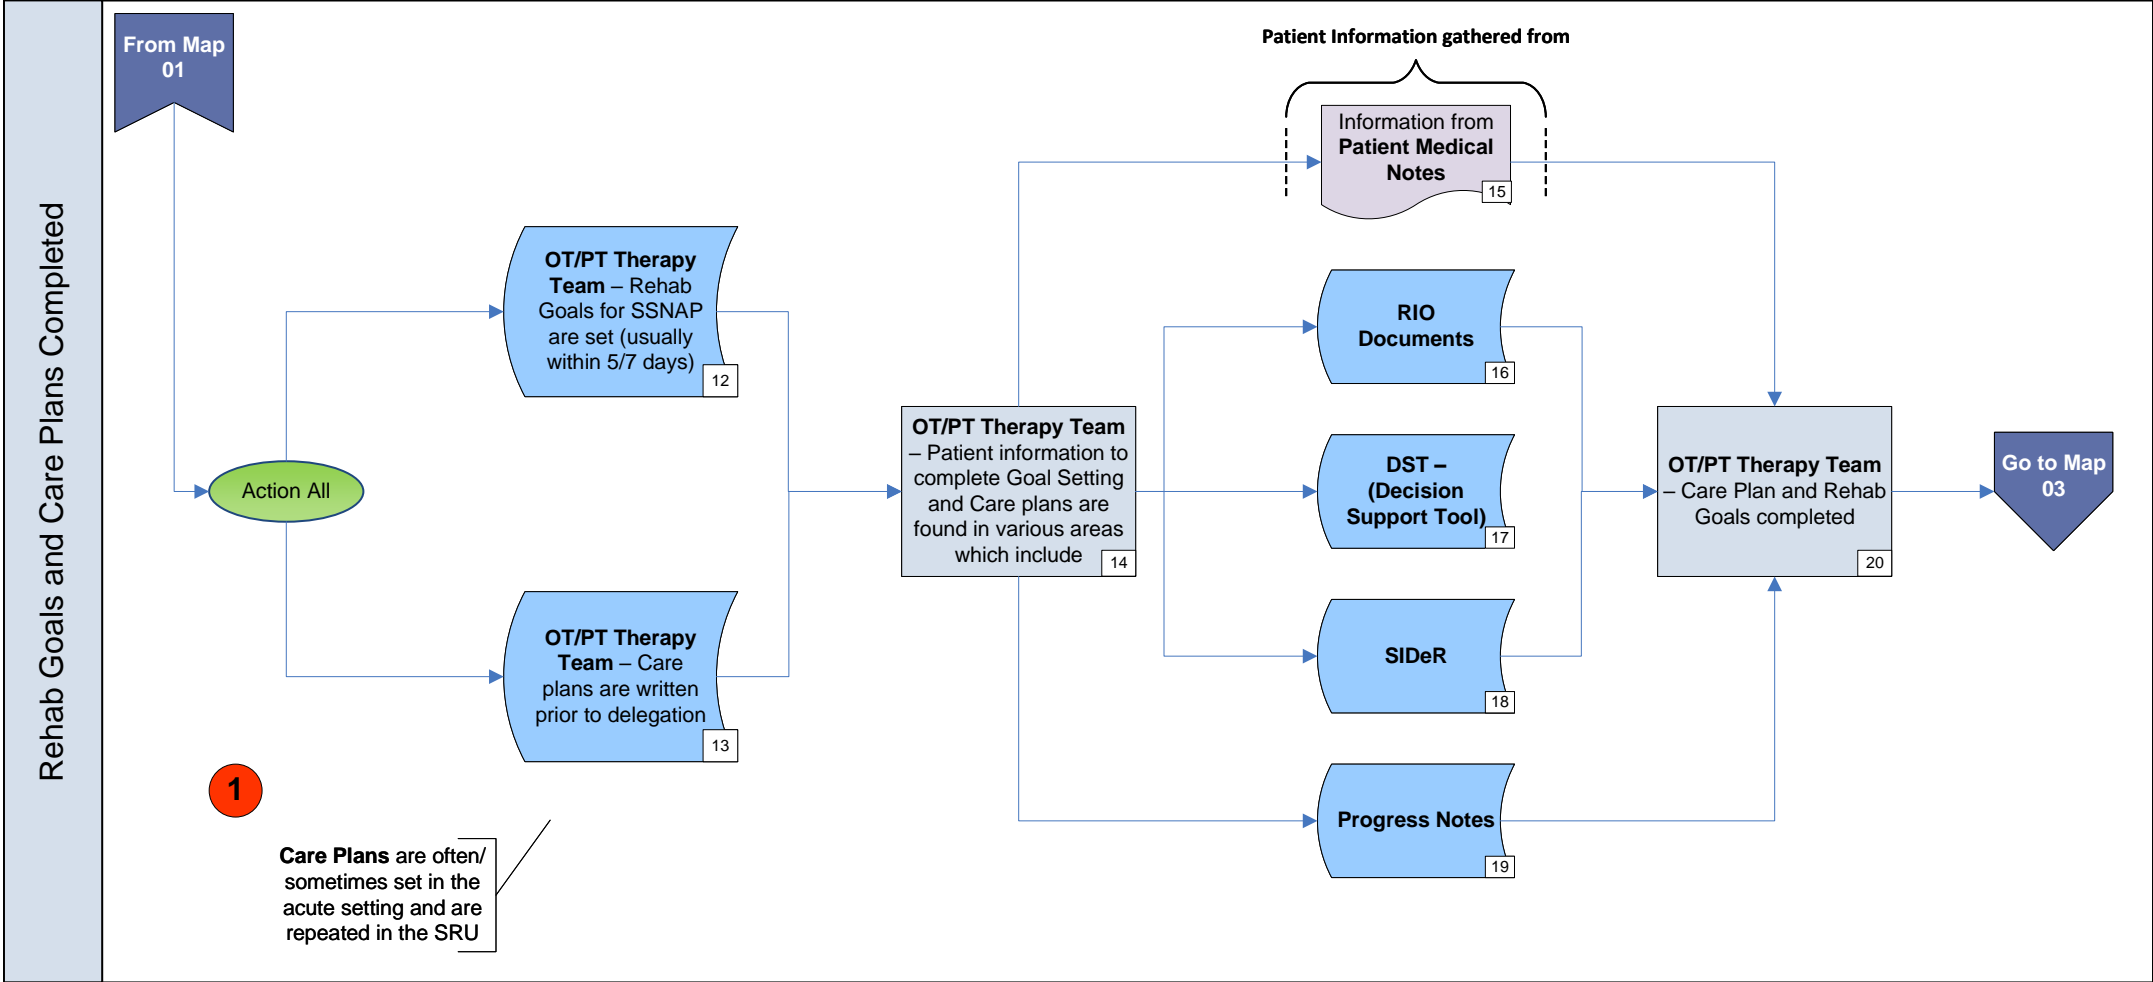 Rehab Goals and Care Plans Completed
From Map
01
Action All
OT/PT Therapy
Team – Rehab
Goals for SSNAP
are set (usually
within 5/7 days)
12
OT/PT Therapy
Team – Care
plans are written
prior to delegation
13
1
Care Plans are often/
sometimes set in the
acute setting and are
repeated in the SRU
OT/PT Therapy Team
– Patient information to
complete Goal Setting
and Care plans are
found in various areas
which include
14
Patient Information gathered from
Information from
Patient Medical
Notes
15
RIO
Documents
16
DST –
(Decision
Support Tool)
17
SIDeR
18
Progress Notes
19
OT/PT Therapy Team
– Care Plan and Rehab
Goals completed
20
Go to Map
03